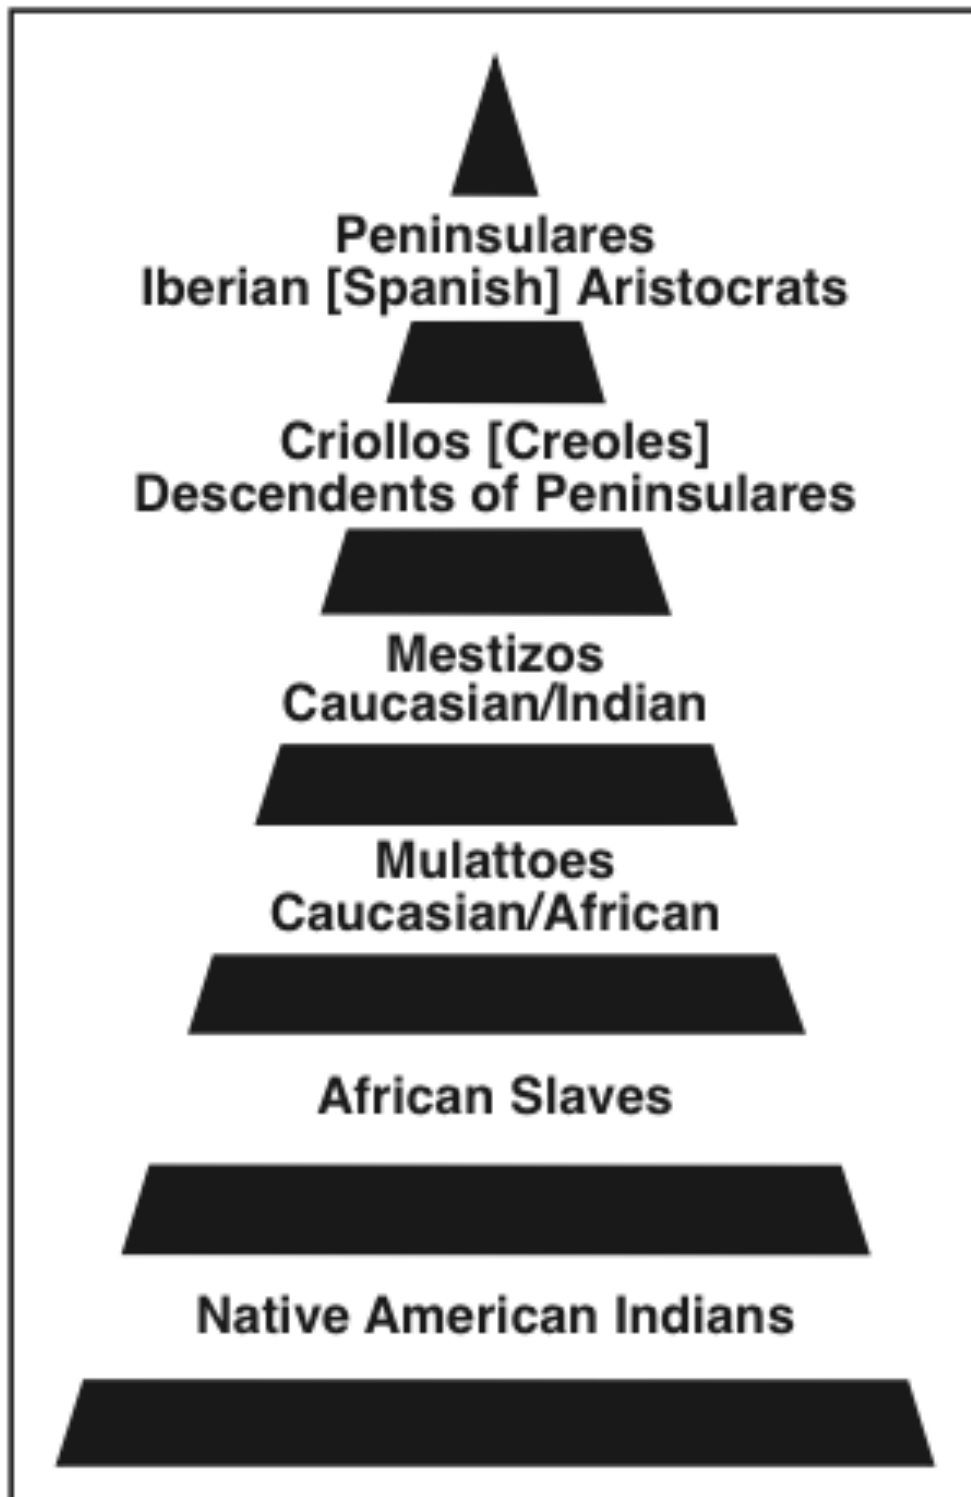 Peninsulares
Iberian [Spanish] Aristocrats
Criollos [Creoles]
Descendents of Peninsulares
Mestizos
Caucasian/Indian
Mulattoes
Caucasian/African
African Slaves
Native American Indians